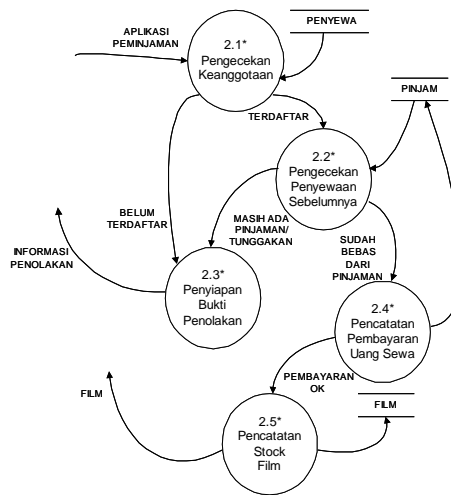 APLIKASI
PEMINJAMAN
PENYEWA
2.1*
Pengecekan
Keanggotaan
PINJAM
TERDAFTAR
2.2*
Pengecekan
Penyewaan
Sebelumnya
BELUM
TERDAFTAR
MASIH ADA
PINJAMAN/
TUNGGAKAN
SUDAH
BEBAS
DARI
PINJAMAN
INFORMASI
PENOLAKAN
2.3*
Penyiapan
Bukti
Penolakan
2.4*
Pencatatan
Pembayaran
Uang Sewa
PEMBAYARAN
OK
FILM
FILM
2.5*
Pencatatan
Stock
Film